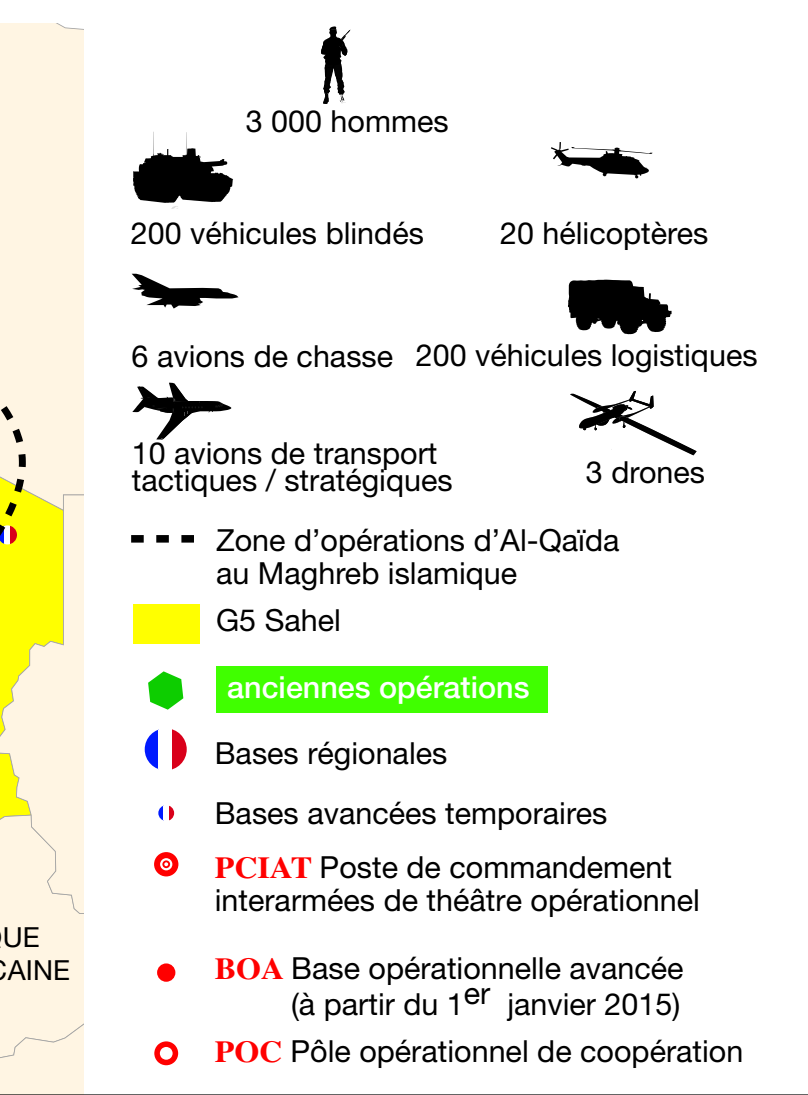 3 000 hommes
200 véhicules blindés
20 hélicoptères
6 avions de chasse
200 véhicules logistiques
10 avions de transport
tactiques / stratégiques
3 drones
Zone d’opérations d’Al-Qaïda
au Maghreb islamique
G5 Sahel
anciennes opérations
Bases régionales
Bases avancées temporaires
PCIAT Poste de commandement
interarmées de théâtre opérationnel
QUE
CAINE
BOA Base opérationnelle avancée
(à partir du 1er janvier 2015)
POC Pôle opérationnel de coopération